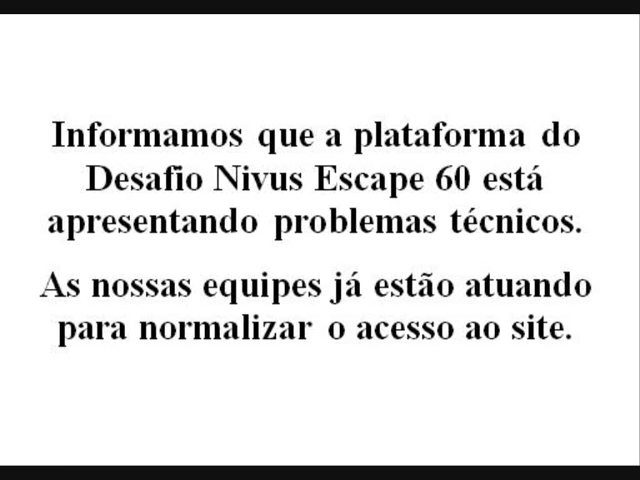 Informamos que a plataforma do
Desafio Nivus Escape 60 está
apresentando problemas técnicos.
As nossas equipes já estão atuando
para normalizar o acesso ao site.